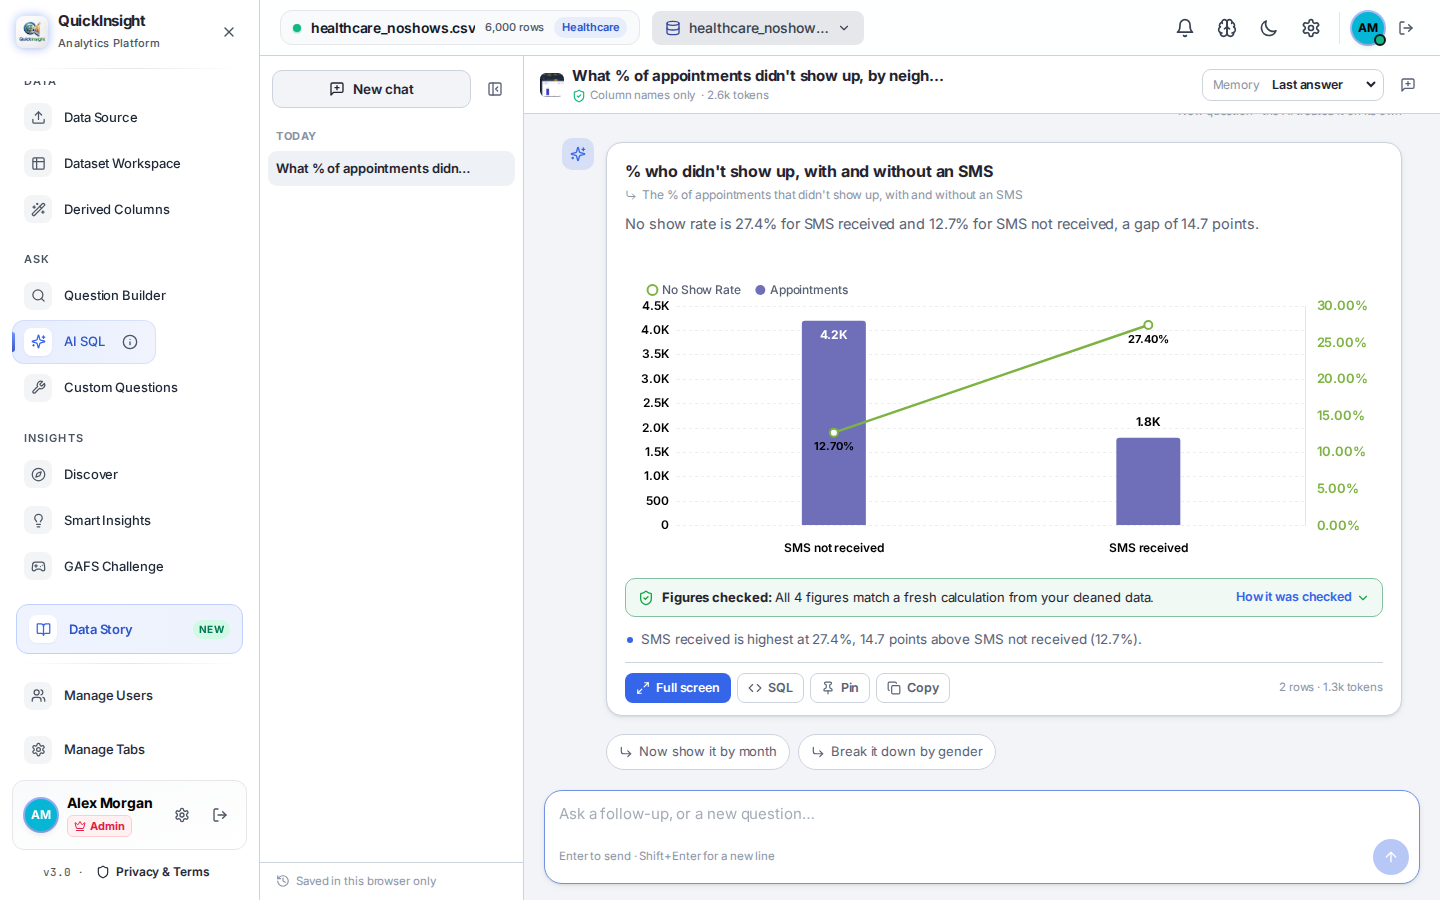 QuickInsight
Analytics Platform
DATA
Data Source
Dataset Workspace
Derived Columns
ASK
Question Builder
AI SQL
Custom Questions
INSIGHTS
Discover
Smart Insights
GAFS Challenge
Data Story NEW
Manage Users
Manage Tabs
AM Alex Morgan
Admin
v3.0 · Privacy & Terms
healthcare_noshows.csv 6,000 rows Healthcare
healthcare_noshow...
AM
New chat
TODAY
What % of appointments didn...
Saved in this browser only
What % of appointments didn't show up, by neigh...
Column names only · 2.6k tokens
Memory Last answer
% who didn't show up, with and without an SMS
The % of appointments that didn't show up, with and without an SMS
No show rate is 27.4% for SMS received and 12.7% for SMS not received, a gap of 14.7 points.
No Show Rate Appointments
4.5K 30.00%
4.0K 4.2K
3.5K 27.40% 25.00%
3.0K 20.00%
2.5K
2.0K 1.8K 15.00%
1.5K 12.70% 10.00%
1.0K
500 5.00%
0 0.00%
SMS not received SMS received
Figures checked: All 4 figures match a fresh calculation from your cleaned data. How it was checked
SMS received is highest at 27.4%, 14.7 points above SMS not received (12.7%).
Full screen SQL Pin Copy 2 rows · 1.3k tokens
Now show it by month Break it down by gender
Ask a follow-up, or a new question...
Enter to send · Shift+Enter for a new line